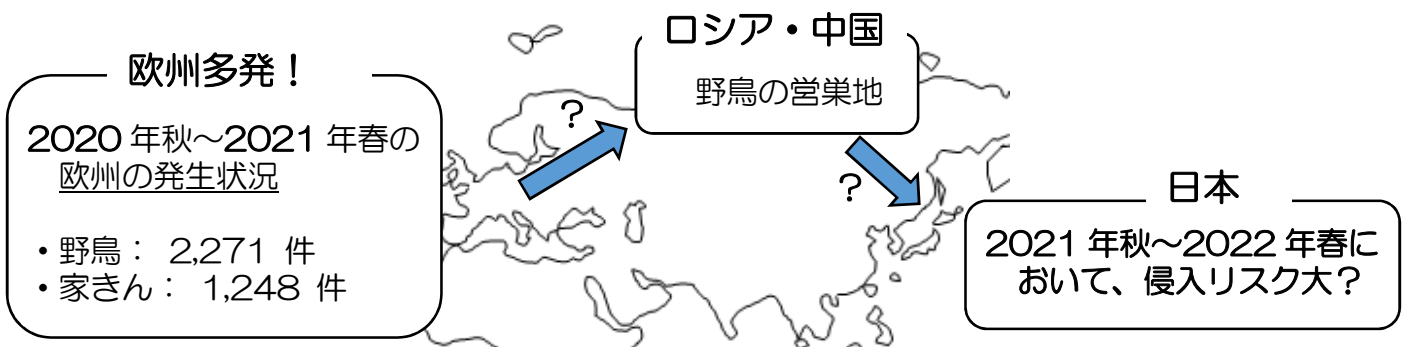 欧州多発！
2020 年秋～2021 年春の
欧州の発生状況
・野鳥： 2,271 件
・家きん： 1,248 件
?
ロシア・中国
野鳥の営巣地
?
日本
2021 年秋～2022 年春に
おいて、侵入リスク大？